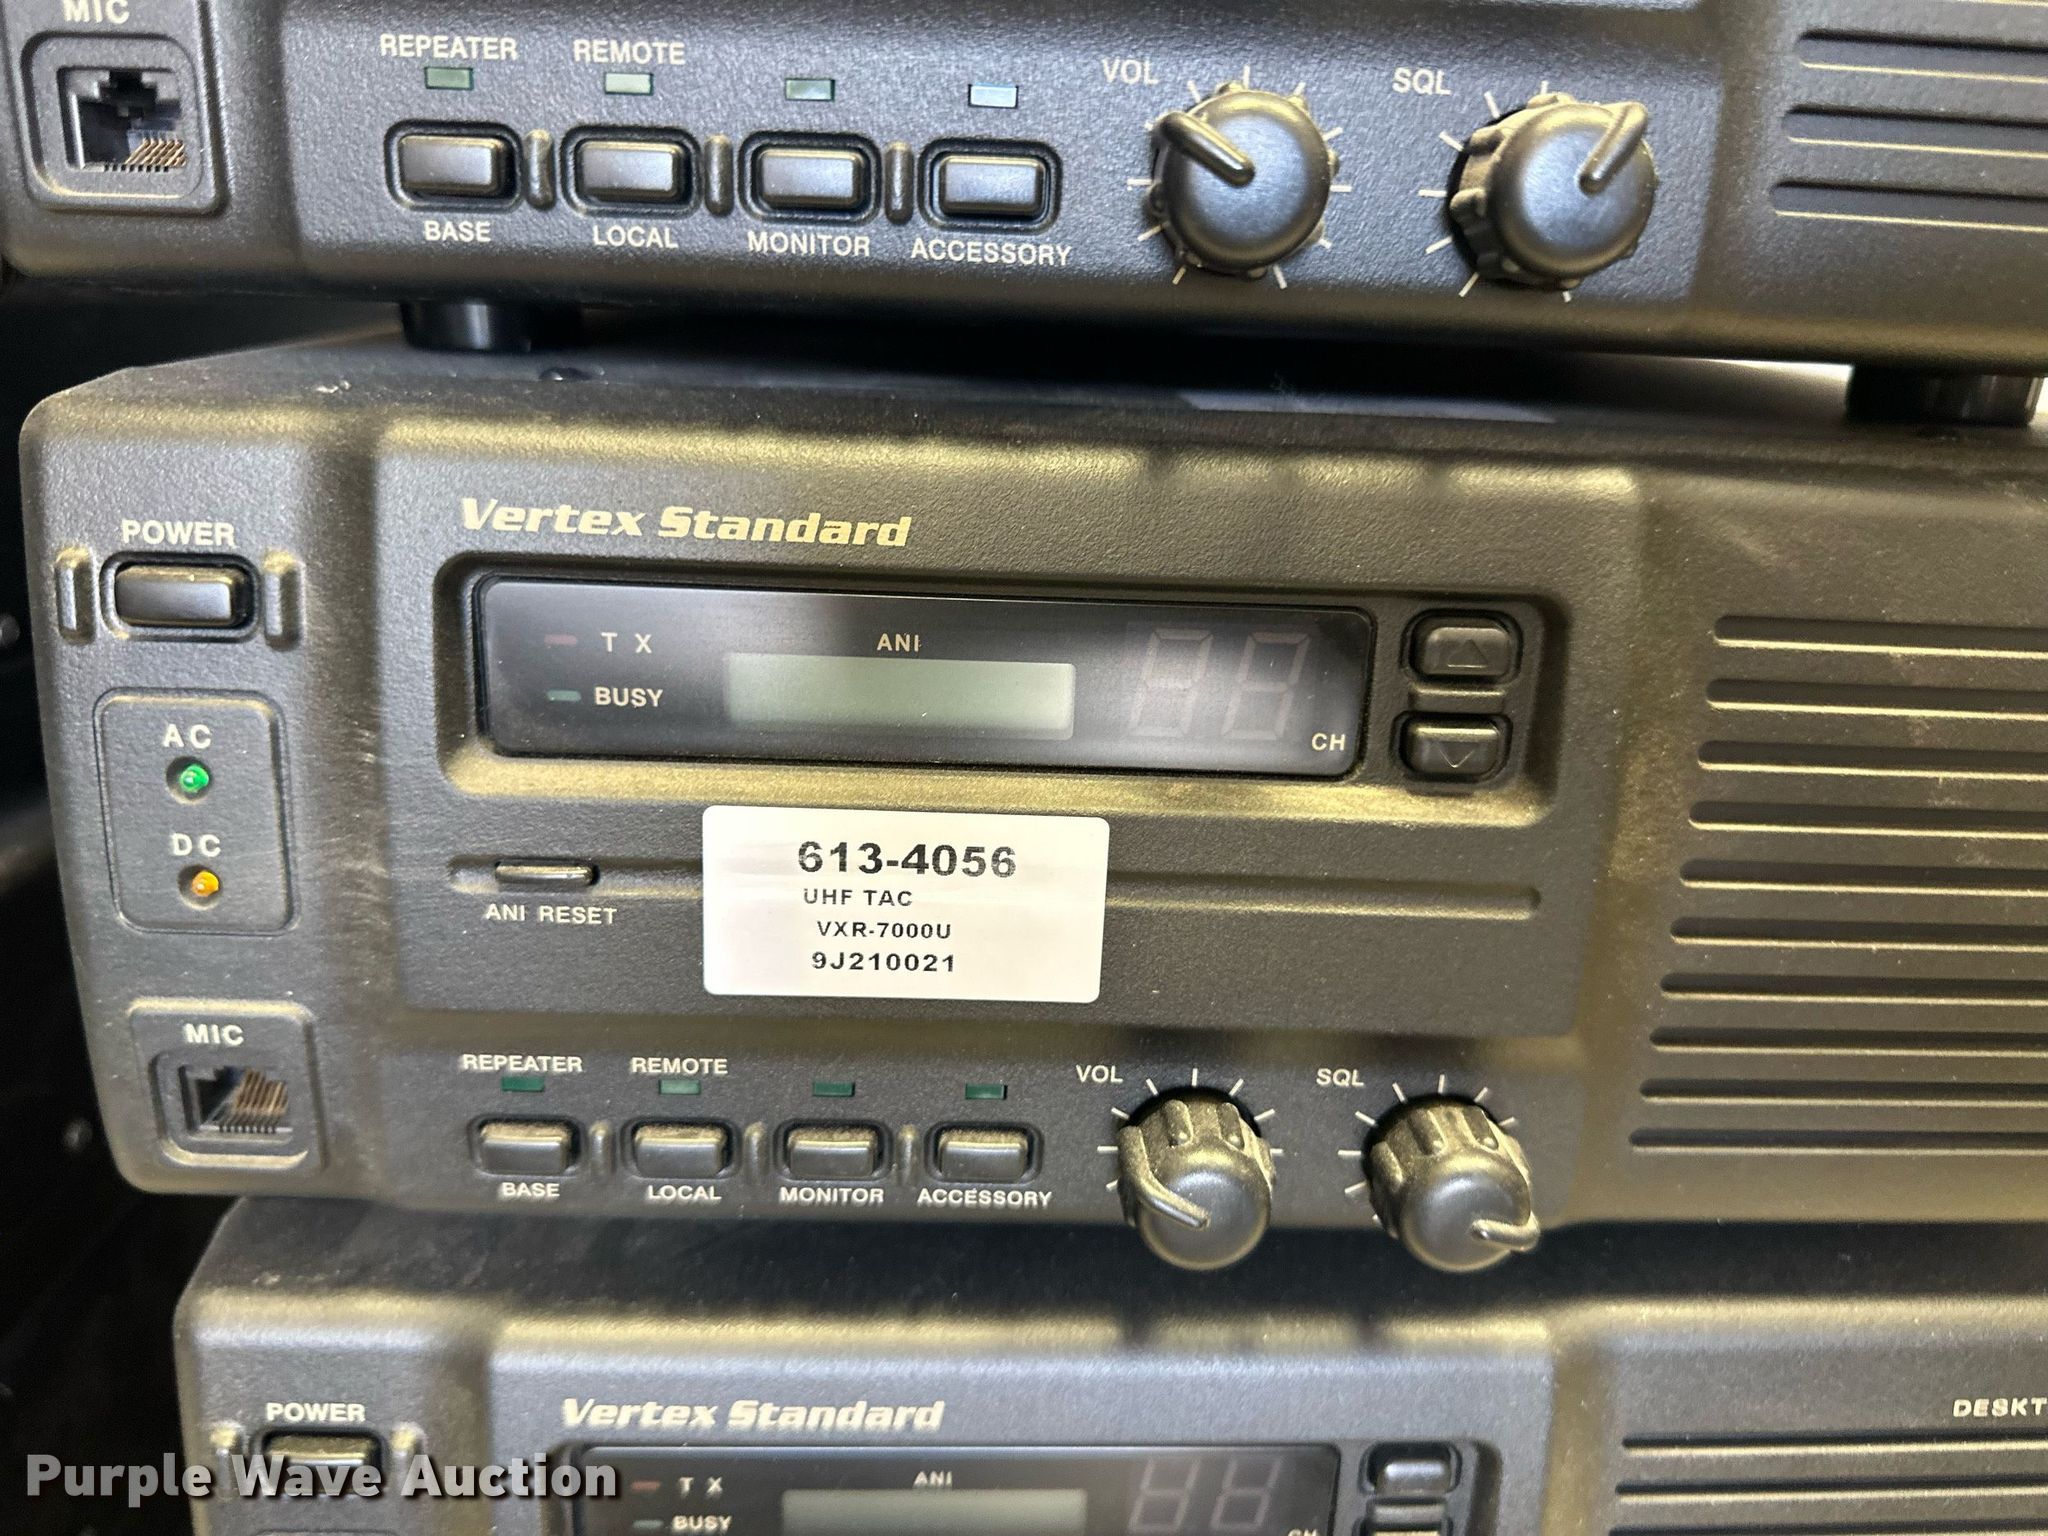 MIC
REPEATER REMOTE
VOL SQL
BASE LOCAL MONITOR ACCESSORY
Vertex Standard
POWER
TX
ANI
BUSY
CH
AC
DC
ANI RESET
613-4056
UHF TAC
VXR-7000U
9J210021
MIC
REPEATER REMOTE
VOL SQL
BASE LOCAL MONITOR ACCESSORY
Vertex Standard
POWER
DESKT
TX
ANI
BUSY
CH
Purple Wave Auction